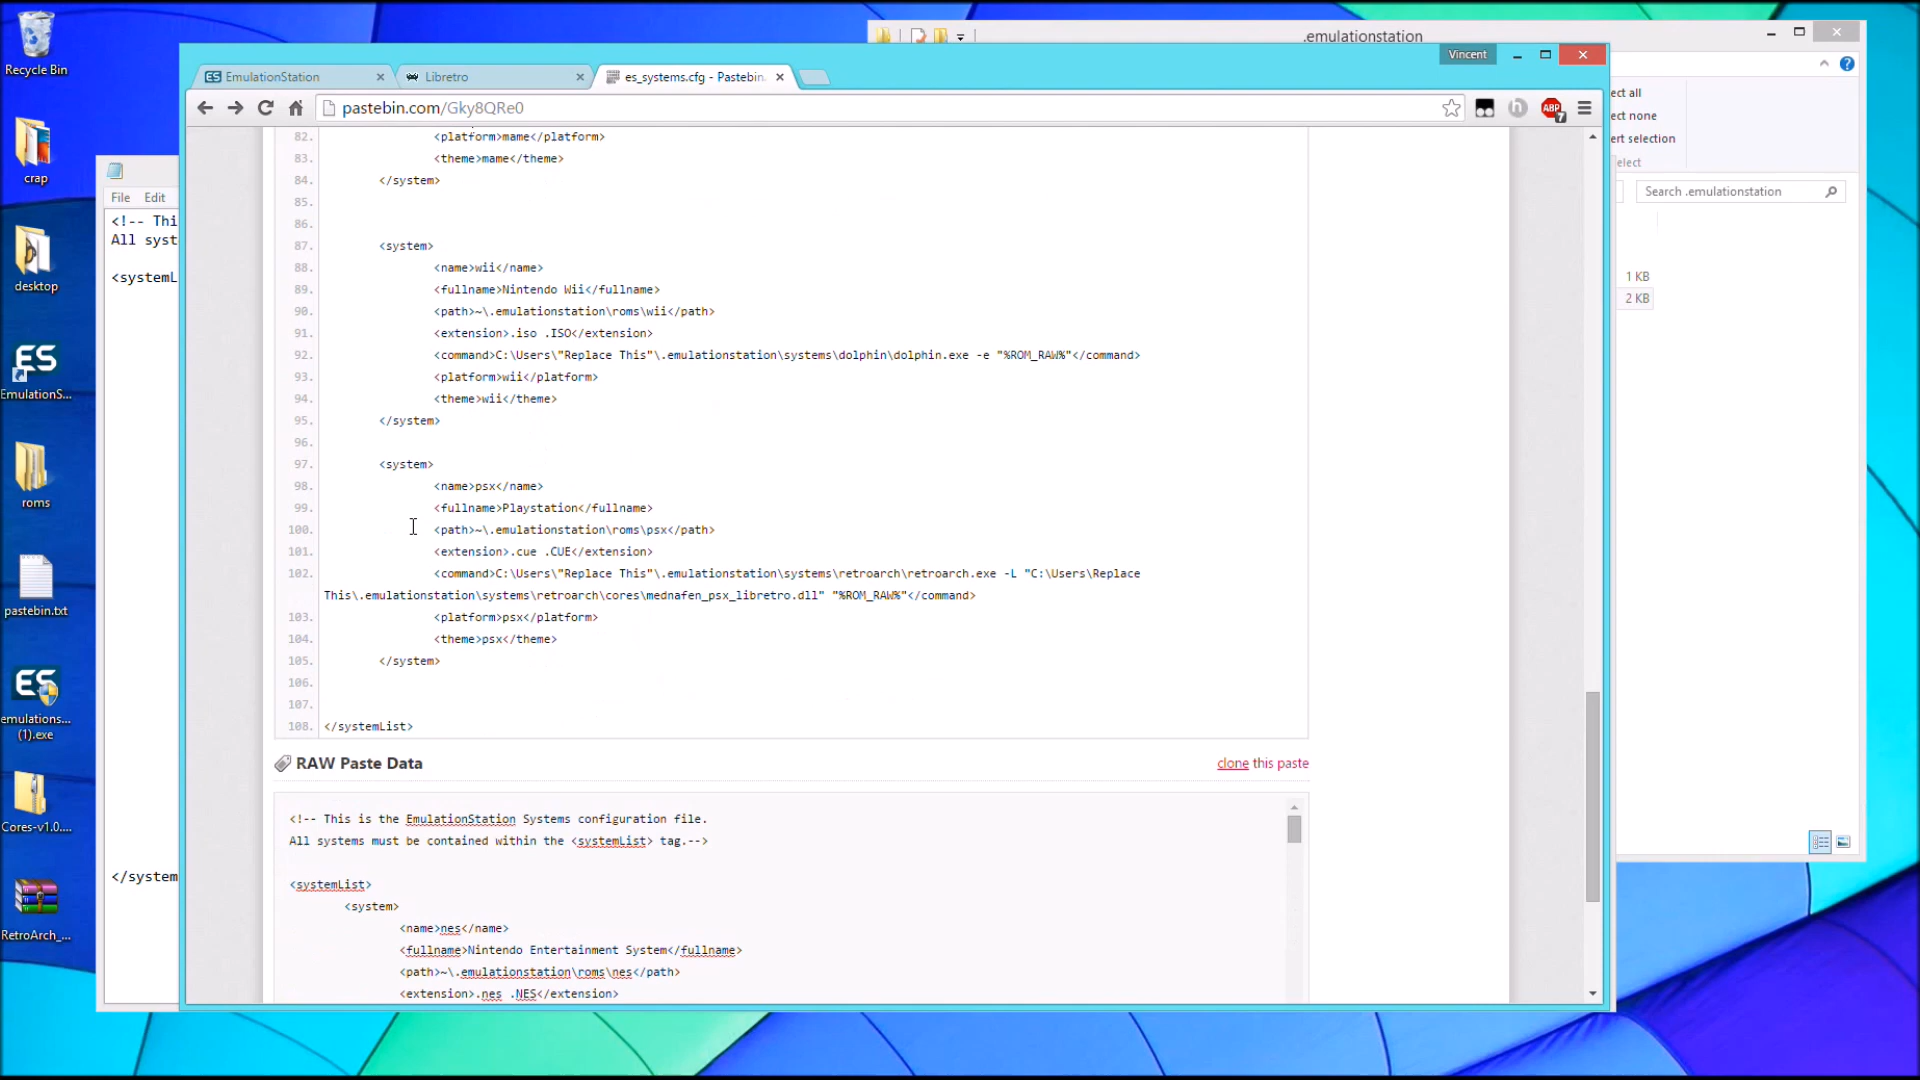 Recycle Bin
crap
desktop
EmulationS...
roms
pastebin.txt
emulations...
(1).exe
Cores-v1.0....
RetroArch_...
.emulationstation
ect all
ect none
ert selection
elect
Search .emulationstation
1 KB
2 KB
File Edit
<!-- Thi
All syst
<systemL
</system
Vincent
ES EmulationStation
Libretro
es_systems.cfg - Pastebin.
pastebin.com/Gky8QRe0
ABP
7
82. <platform>mame</platform>
83. <theme>mame</theme>
84. </system>
85.
86.
87. <system>
88. <name>wii</name>
89. <fullname>Nintendo Wii</fullname>
90. <path>~\.emulationstation\roms\wii</path>
91. <extension>.iso .ISO</extension>
92. <command>C:\Users\"Replace This"\.emulationstation\systems\dolphin\dolphin.exe -e "%ROM_RAW%"</command>
93. <platform>wii</platform>
94. <theme>wii</theme>
95. </system>
96.
97. <system>
98. <name>psx</name>
99. <fullname>Playstation</fullname>
100. <path>~\.emulationstation\roms\psx</path>
101. <extension>.cue .CUE</extension>
102. <command>C:\Users\"Replace This"\.emulationstation\systems\retroarch\retroarch.exe -L "C:\Users\Replace
This\.emulationstation\systems\retroarch\cores\mednafen_psx_libretro.dll" "%ROM_RAW%"</command>
103. <platform>psx</platform>
104. <theme>psx</theme>
105. </system>
106.
107.
108. </systemList>
RAW Paste Data
clone this paste
<!-- This is the EmulationStation Systems configuration file.
All systems must be contained within the <systemList> tag.-->
<systemList>
<system>
<name>nes</name>
<fullname>Nintendo Entertainment System</fullname>
<path>~\.emulationstation\roms\nes</path>
<extension>.nes .NES</extension>